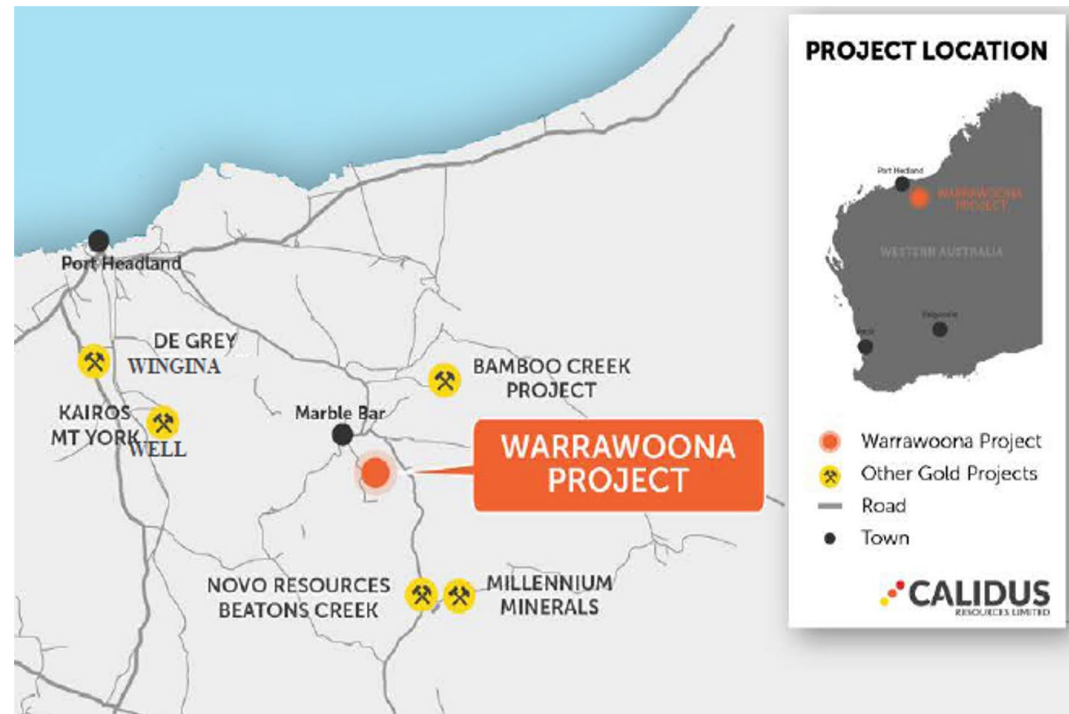 PROJECT LOCATION
Port Hedland
WARRAWOONA
PROJECT
WESTERN AUSTRALIA
Port Headland
DE GREY
WINGINA
KAIROS
MT YORK
WELL
Marble Bar
BAMBOO CREEK
PROJECT
WARRAWOONA
PROJECT
NOVO RESOURCES
BEATONS CREEK
MILLENNIUM
MINERALS
Warrawoona Project
Other Gold Projects
Road
Town
CALIDUS
RESOURCES LIMITED